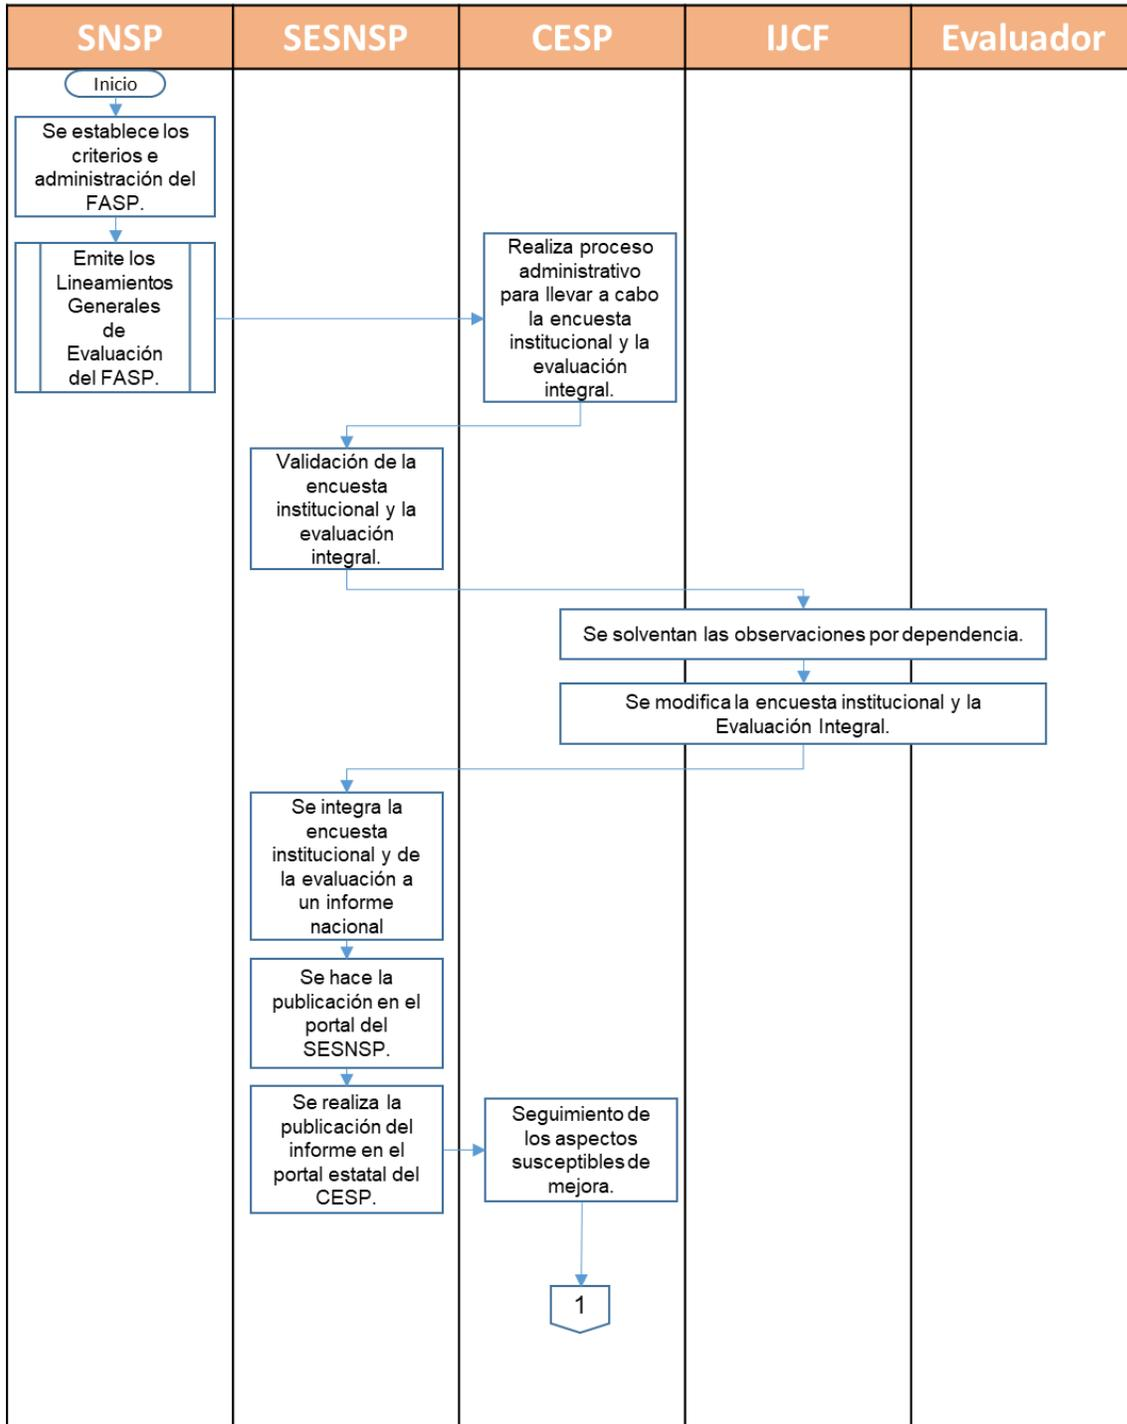 SNSP
SESNSP
CESP
IJCF
Evaluador
Inicio
Se establece los
criterios e
administración del
FASP.
Emite los
Lineamientos
Generales
de
Evaluación
del FASP.
Realiza proceso
administrativo
para llevar a cabo
la encuesta
institucional y la
evaluación
integral.
Validación de la
encuesta
institucional y la
evaluación
integral.
Se solventan las observaciones por dependencia.
Se modifica la encuesta institucional y la
Evaluación Integral.
Se integra la
encuesta
institucional y de
la evaluación a
un informe
nacional
Se hace la
publicación en el
portal del
SESNSP.
Se realiza la
publicación del
informe en el
portal estatal del
CESP.
Seguimiento de
los aspectos
susceptibles de
mejora.
1